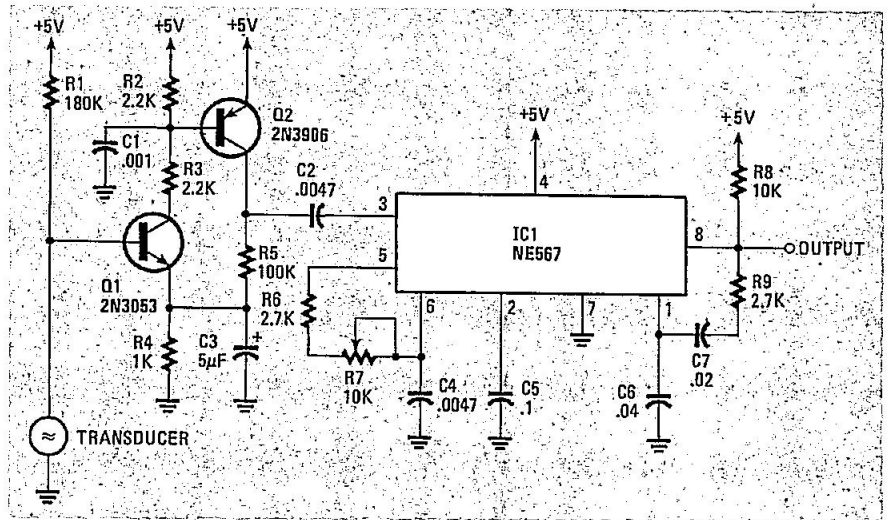 +5V
+5V
+5V
R1
180K
R2
2.2K
Q2
2N3906
C1
.001
R3
2.2K
C2
.0047
+5V
+5V
R8
10K
3
4
IC1
NE567
8
OUTPUT
5
6
2
7
1
Q1
2N3053
R5
100K
R6
2.7K
R9
2.7K
R4
1K
C3
5μF
+
R7
10K
C4
.0047
C5
.1
C6
.04
C7
.02
≈
TRANSDUCER